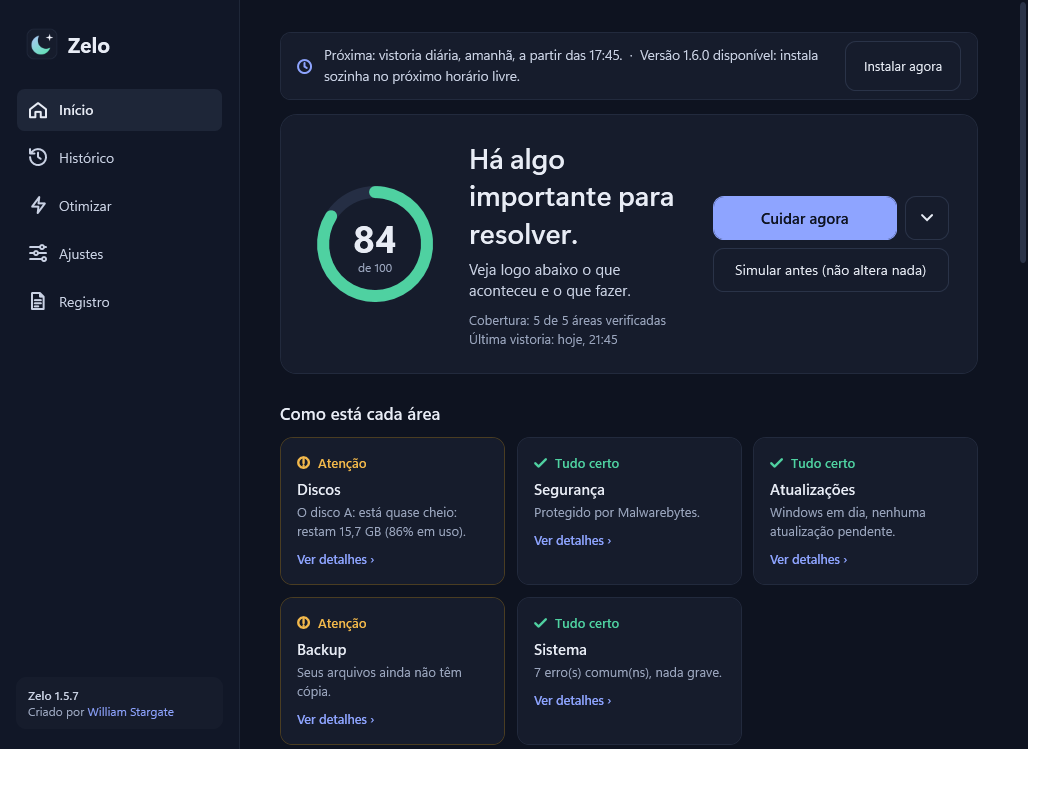 Zelo
Início
Histórico
Otimizar
Ajustes
Registro
Zelo 1.5.7
Criado por William Stargate
Próxima: vistoria diária, amanhã, a partir das 17:45. · Versão 1.6.0 disponível: instala
sozinha no próximo horário livre.
Instalar agora
84
de 100
Há algo
importante para
resolver.
Veja logo abaixo o que
aconteceu e o que fazer.
Cobertura: 5 de 5 áreas verificadas
Última vistoria: hoje, 21:45
Cuidar agora
Simular antes (não altera nada)
Como está cada área
Atenção
Discos
O disco A: está quase cheio:
restam 15,7 GB (86% em uso).
Ver detalhes ›
Tudo certo
Segurança
Protegido por Malwarebytes.
Ver detalhes ›
Tudo certo
Atualizações
Windows em dia, nenhuma
atualização pendente.
Ver detalhes ›
Atenção
Backup
Seus arquivos ainda não têm
cópia.
Ver detalhes ›
Tudo certo
Sistema
7 erro(s) comum(ns), nada grave.
Ver detalhes ›